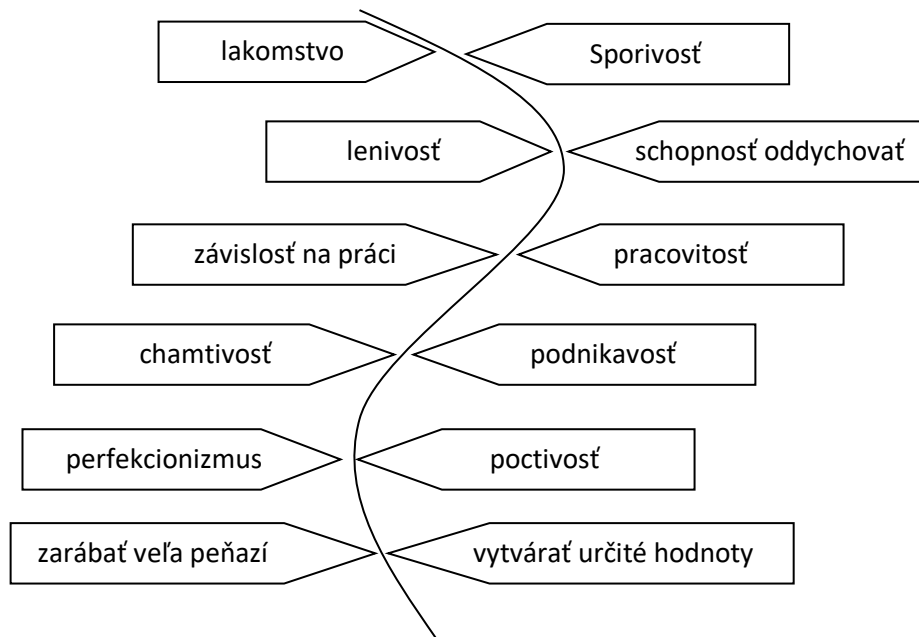 lakomstvo
Sporivosť
lenivosť
schopnosť oddychovať
závislosť na práci
pracovitosť
chamtivosť
podnikavosť
perfekcionizmus
poctivosť
zarábať veľa peňazí
vytvárať určité hodnoty